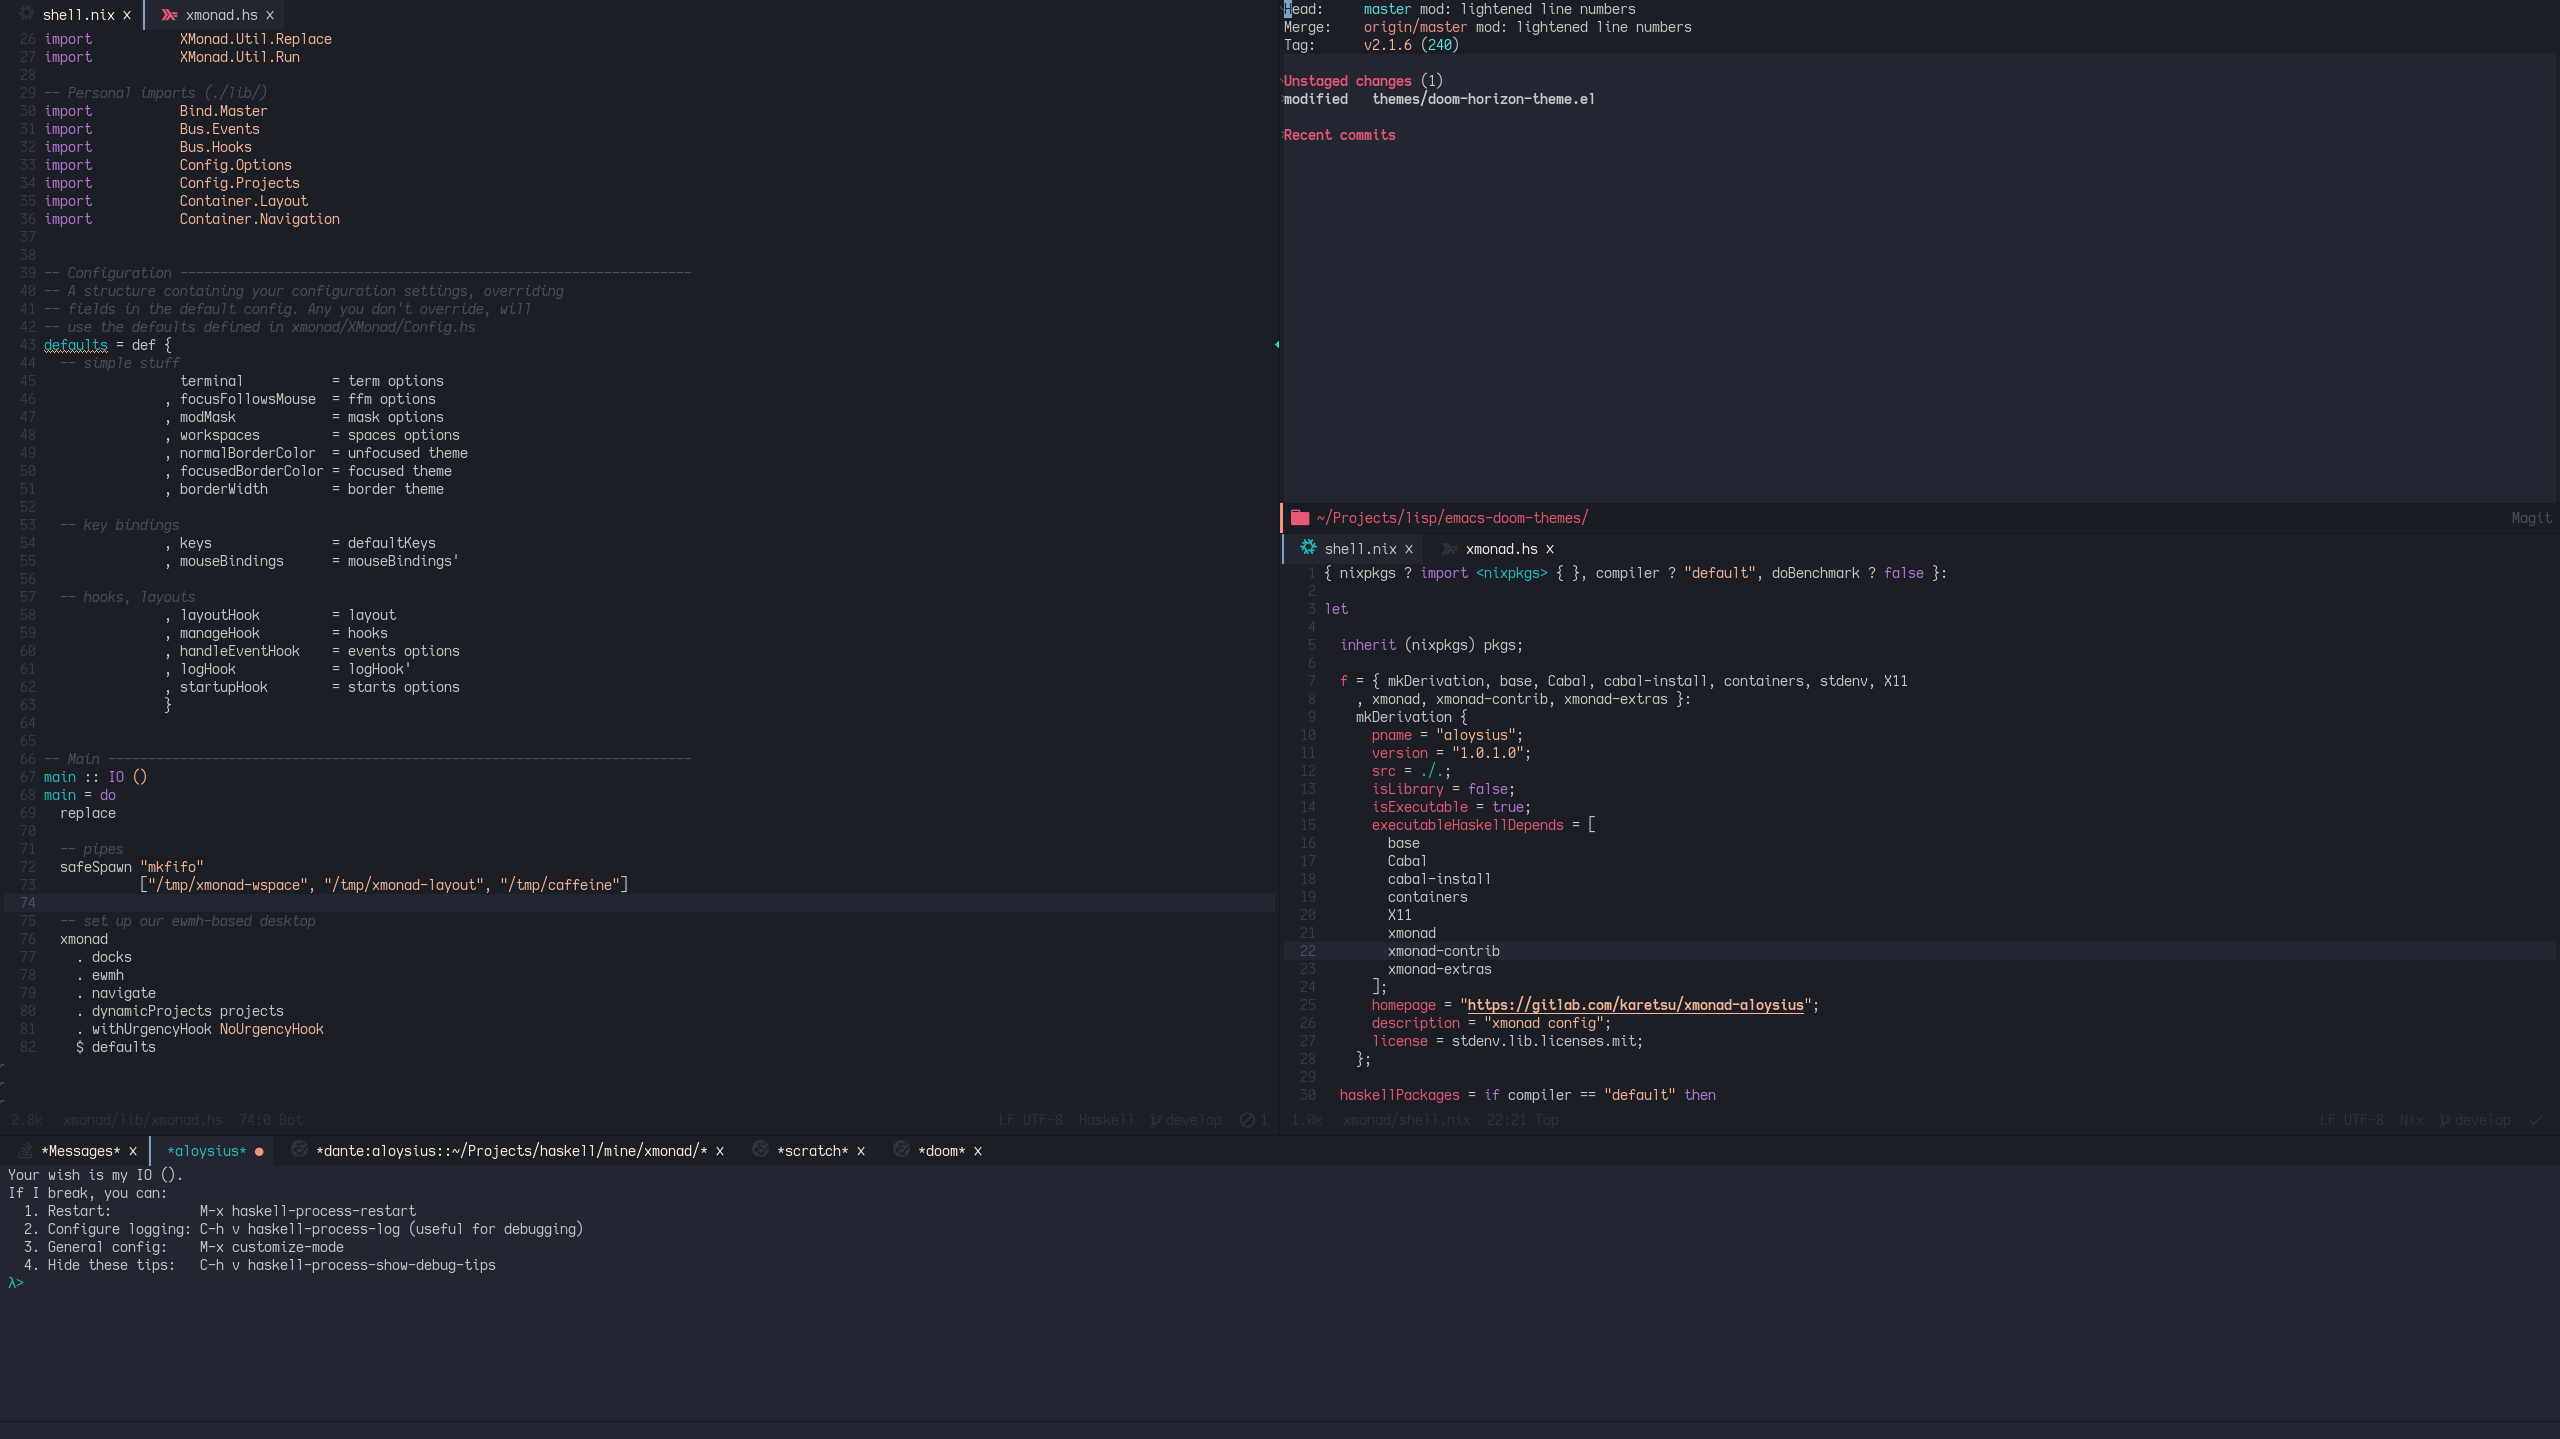 shell.nix x xmonad.hs x
26 import           XMonad.Util.Replace
27 import           XMonad.Util.Run
28
29 -- Personal imports (./lib/)
30 import           Bind.Master
31 import           Bus.Events
32 import           Bus.Hooks
33 import           Config.Options
34 import           Config.Projects
35 import           Container.Layout
36 import           Container.Navigation
37
38
39 -- Configuration ----------------------------------------------------------------
40 -- A structure containing your configuration settings, overriding
41 -- fields in the default config. Any you don't override, will
42 -- use the defaults defined in xmonad/XMonad/Config.hs
43 defaults = def {
44   -- simple stuff
45                  terminal           = term options
46                , focusFollowsMouse  = ffm options
47                , modMask            = mask options
48                , workspaces         = spaces options
49                , normalBorderColor  = unfocused theme
50                , focusedBorderColor = focused theme
51                , borderWidth        = border theme
52
53   -- key bindings
54                , keys               = defaultKeys
55                , mouseBindings      = mouseBindings'
56
57   -- hooks, layouts
58                , layoutHook         = layout
59                , manageHook         = hooks
60                , handleEventHook    = events options
61                , logHook            = logHook'
62                , startupHook        = starts options
63                }
64
65
66 -- Main -------------------------------------------------------------------------
67 main :: IO ()
68 main = do
69   replace
70
71   -- pipes
72   safeSpawn "mkfifo"
73             ["/tmp/xmonad-wspace", "/tmp/xmonad-layout", "/tmp/caffeine"]
74
75   -- set up our ewmh-based desktop
76   xmonad
77     . docks
78     . ewmh
79     . navigate
80     . dynamicProjects projects
81     . withUrgencyHook NoUrgencyHook
82     $ defaults
2.8k xmonad/lib/xmonad.hs 74:0 Bot LF UTF-8 Haskell develop 1
Head:     master mod: lightened line numbers
Merge:    origin/master mod: lightened line numbers
Tag:      v2.1.6 (240)
Unstaged changes (1)
modified   themes/doom-horizon-theme.el
Recent commits
~/Projects/lisp/emacs-doom-themes/ Magit
shell.nix x xmonad.hs x
1 { nixpkgs ? import <nixpkgs> { }, compiler ? "default", doBenchmark ? false }:
2
3 let
4
5   inherit (nixpkgs) pkgs;
6
7   f = { mkDerivation, base, Cabal, cabal-install, containers, stdenv, X11
8     , xmonad, xmonad-contrib, xmonad-extras }:
9     mkDerivation {
10       pname = "aloysius";
11       version = "1.0.1.0";
12       src = ./.;
13       isLibrary = false;
14       isExecutable = true;
15       executableHaskellDepends = [
16         base
17         Cabal
18         cabal-install
19         containers
20         X11
21         xmonad
22         xmonad-contrib
23         xmonad-extras
24       ];
25       homepage = "https://gitlab.com/karetsu/xmonad-aloysius";
26       description = "xmonad config";
27       license = stdenv.lib.licenses.mit;
28     };
29
30   haskellPackages = if compiler == "default" then
1.0k xmonad/shell.nix 22:21 Top LF UTF-8 Nix develop
*Messages* x *aloysius* *dante:aloysius::~/Projects/haskell/mine/xmonad/* x *scratch* x *doom* x
Your wish is my IO ().
If I break, you can:
  1. Restart:           M-x haskell-process-restart
  2. Configure logging: C-h v haskell-process-log (useful for debugging)
  3. General config:    M-x customize-mode
  4. Hide these tips:   C-h v haskell-process-show-debug-tips
λ>